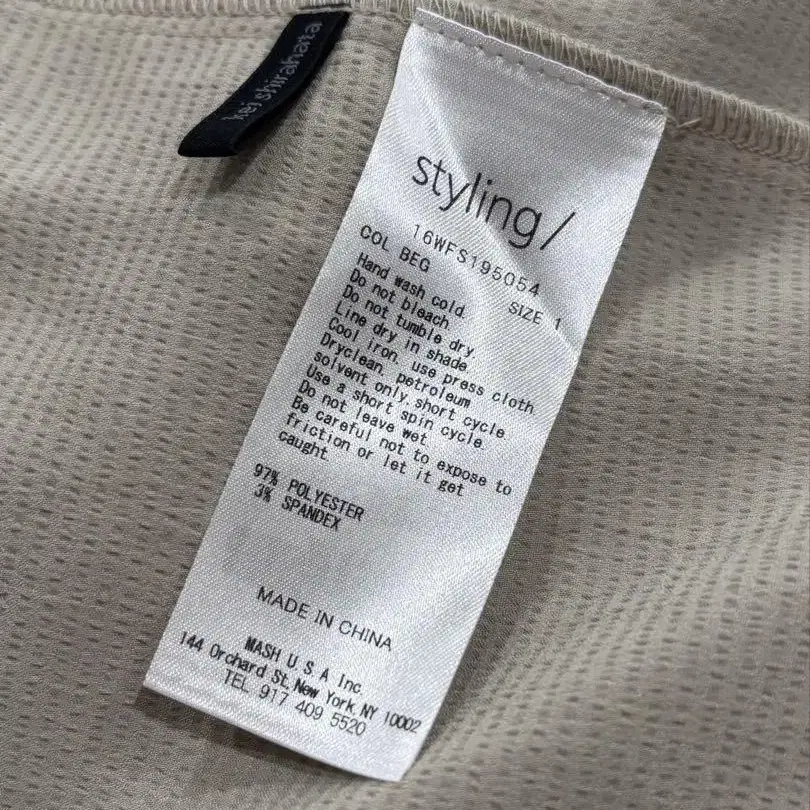 kei shirahata
styling/
16WFS195054
COL BEG
SIZE 1
Hand wash cold
Do not bleach
Do not tumble dry.
Line dry in shade
Cool iron. use press cloth
Dryclean. petroleum
solvent only. short cycle
Use a short spin cycle.
Do not leave wet
Be careful not to expose to
friction or let it get
caught
97% POLYESTER
3% SPANDEX
MADE IN CHINA
MASH U S A Inc.
144 Orchard St. New York, NY 10002
TEL 917 409 5520